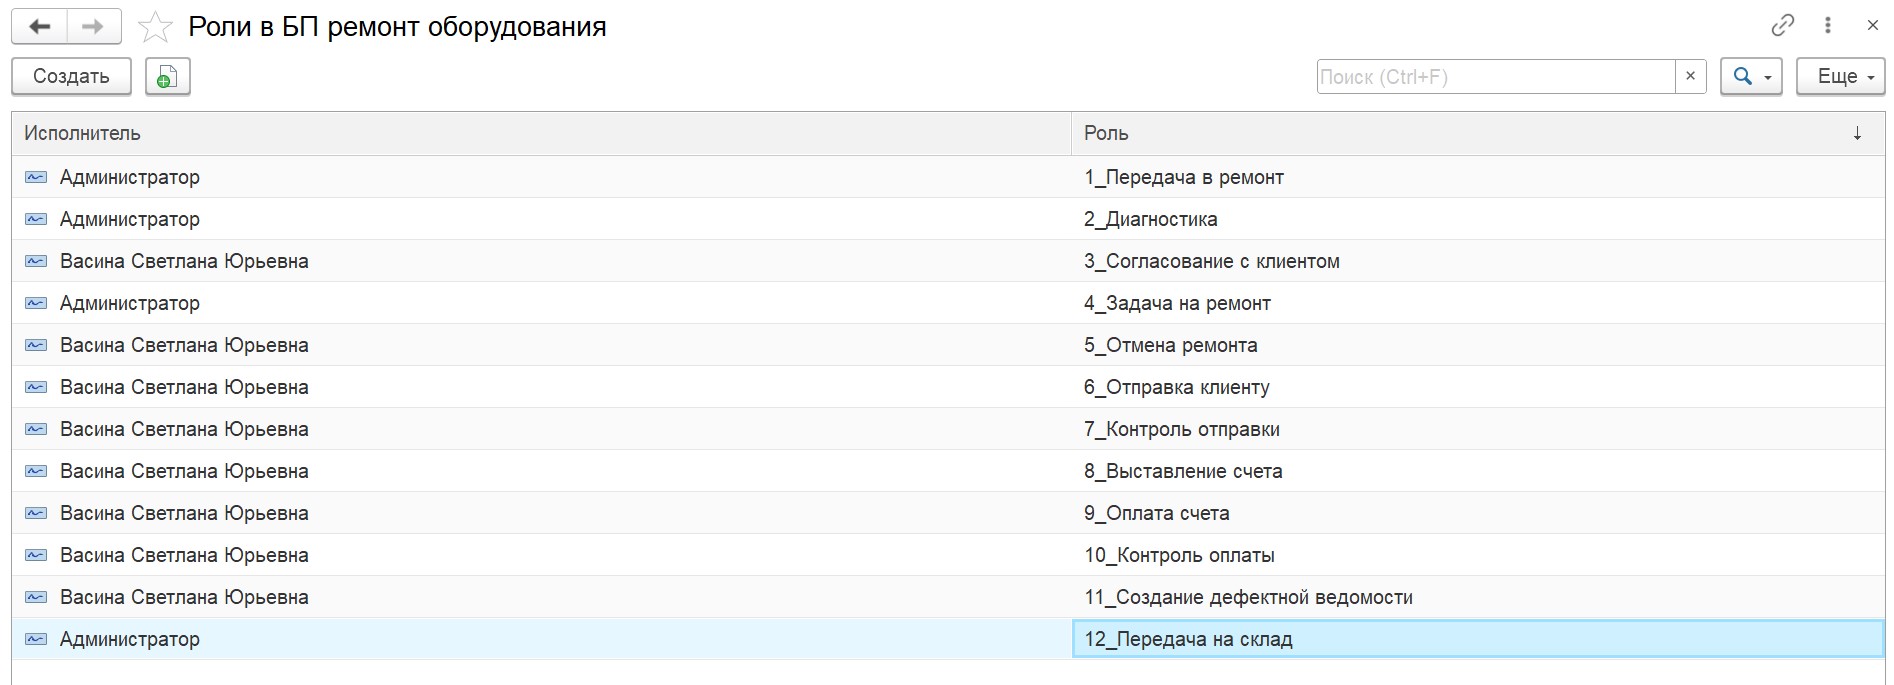 Роли в БП ремонт оборудования
Создать
Поиск (Ctrl+F)
Еще
Исполнитель Роль
Администратор 1_Передача в ремонт
Администратор 2_Диагностика
Васина Светлана Юрьевна 3_Согласование с клиентом
Администратор 4_Задача на ремонт
Васина Светлана Юрьевна 5_Отмена ремонта
Васина Светлана Юрьевна 6_Отправка клиенту
Васина Светлана Юрьевна 7_Контроль отправки
Васина Светлана Юрьевна 8_Выставление счета
Васина Светлана Юрьевна 9_Оплата счета
Васина Светлана Юрьевна 10_Контроль оплаты
Васина Светлана Юрьевна 11_Создание дефектной ведомости
Администратор 12_Передача на склад